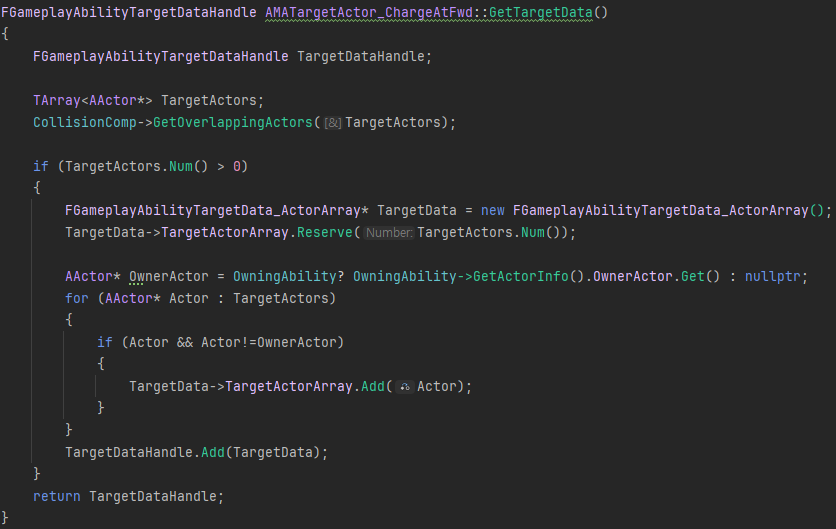 FGameplayAbilityTargetDataHandle AMATargetActor_ChargeAtFwd::GetTargetData()
{
    FGameplayAbilityTargetDataHandle TargetDataHandle;

    TArray<AActor*> TargetActors;
    CollisionComp->GetOverlappingActors([&] TargetActors);

    if (TargetActors.Num() > 0)
    {
        FGameplayAbilityTargetData_ActorArray* TargetData = new FGameplayAbilityTargetData_ActorArray();
        TargetData->TargetActorArray.Reserve(Number: TargetActors.Num());

        AActor* OwnerActor = OwningAbility? OwningAbility->GetActorInfo().OwnerActor.Get() : nullptr;
        for (AActor* Actor : TargetActors)
        {
            if (Actor && Actor!=OwnerActor)
            {
                TargetData->TargetActorArray.Add(Actor);
            }
        }
        TargetDataHandle.Add(TargetData);
    }
    return TargetDataHandle;
}